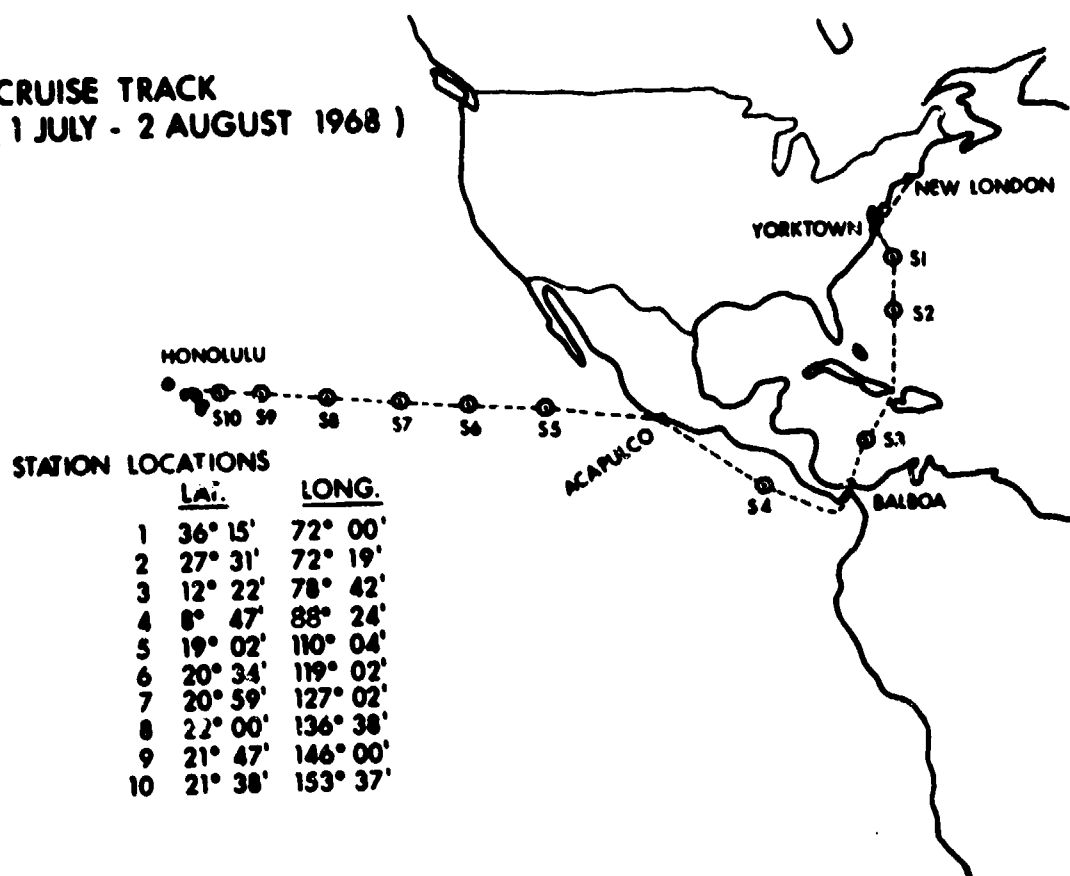 CRUISE TRACK
( 1 JULY - 2 AUGUST 1968 )
NEW LONDON
YORKTOWN
S1
S2
HONOLULU
S10 S9 S8 S7 S6 S5
S3
ACAPULCO
S4
BALBOA
STATION LOCATIONS
LAT. LONG.
1 36° 15' 72° 00'
2 27° 31' 72° 19'
3 12° 22' 78° 42'
4 8° 47' 88° 24'
5 19° 02' 110° 04'
6 20° 34' 119° 02'
7 20° 59' 127° 02'
8 22° 00' 136° 38'
9 21° 47' 146° 00'
10 21° 38' 153° 37'